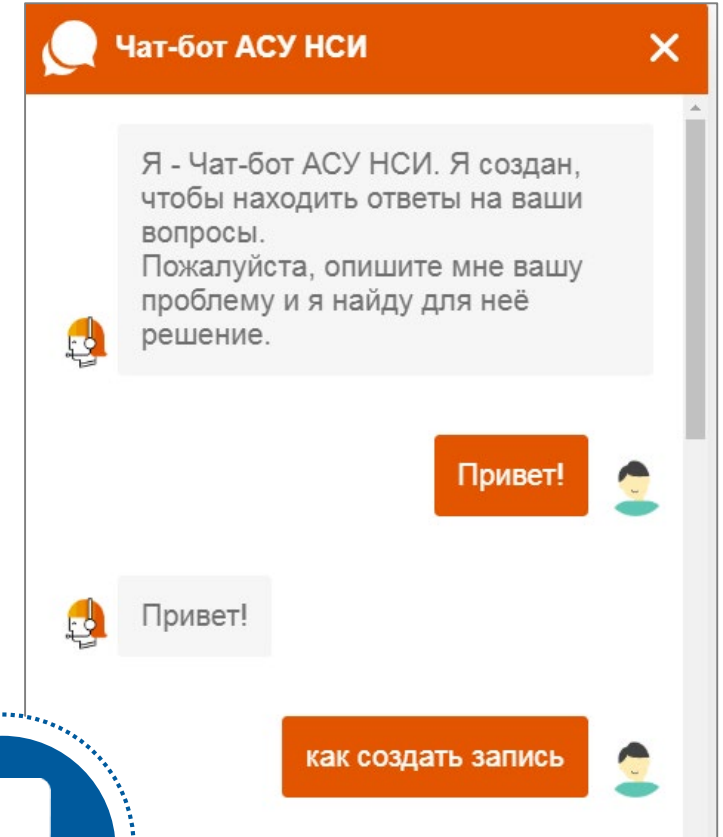 Чат-бот АСУ НСИ
Я - Чат-бот АСУ НСИ. Я создан,
чтобы находить ответы на ваши
вопросы.
Пожалуйста, опишите мне вашу
проблему и я найду для неё
решение.
Привет!
Привет!
как создать запись